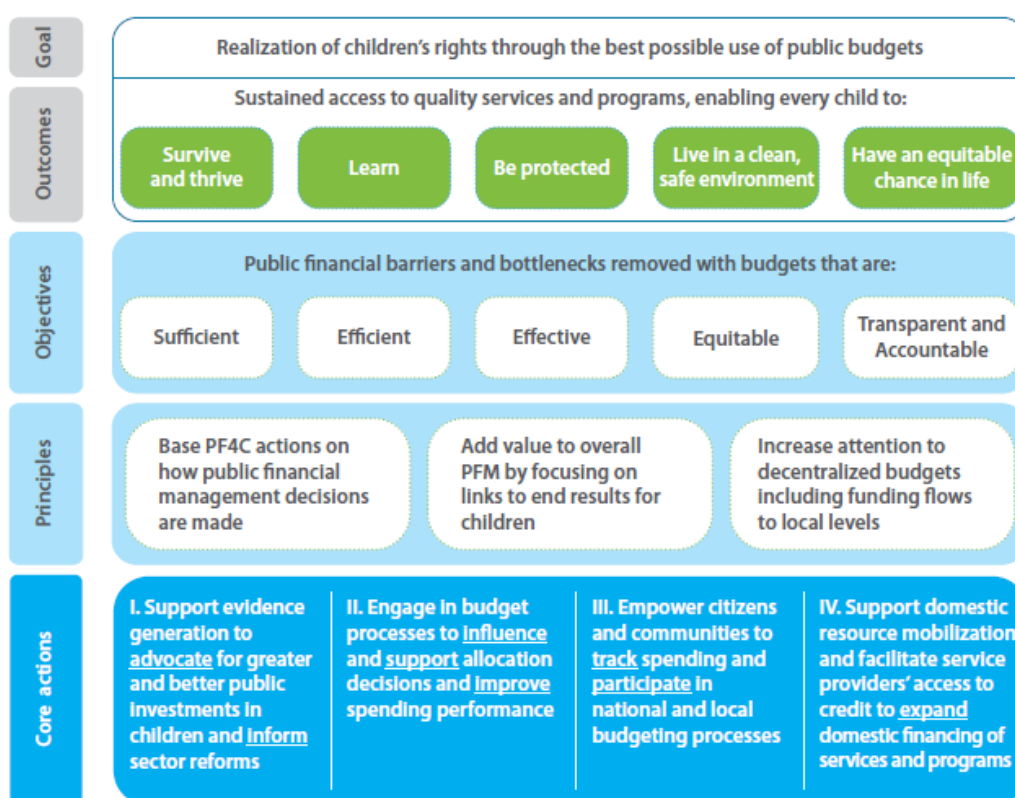 Goal
Realization of children's rights through the best possible use of public budgets
Outcomes
Sustained access to quality services and programs, enabling every child to:
Survive
and thrive
Learn
Be protected
Live in a clean,
safe environment
Have an equitable
chance in life
Objectives
Public financial barriers and bottlenecks removed with budgets that are:
Sufficient
Efficient
Effective
Equitable
Transparent and
Accountable
Principles
Base PF4C actions on
how public financial
management decisions
are made
Add value to overall
PFM by focusing on
links to end results for
children
Increase attention to
decentralized budgets
including funding flows
to local levels
Core actions
I. Support evidence
generation to
advocate for greater
and better public
investments in
children and inform
sector reforms
II. Engage in budget
processes to influence
and support allocation
decisions and improve
spending performance
III. Empower citizens
and communities to
track spending and
participate in
national and local
budgeting processes
IV. Support domestic
resource mobilization
and facilitate service
providers' access to
credit to expand
domestic financing of
services and programs